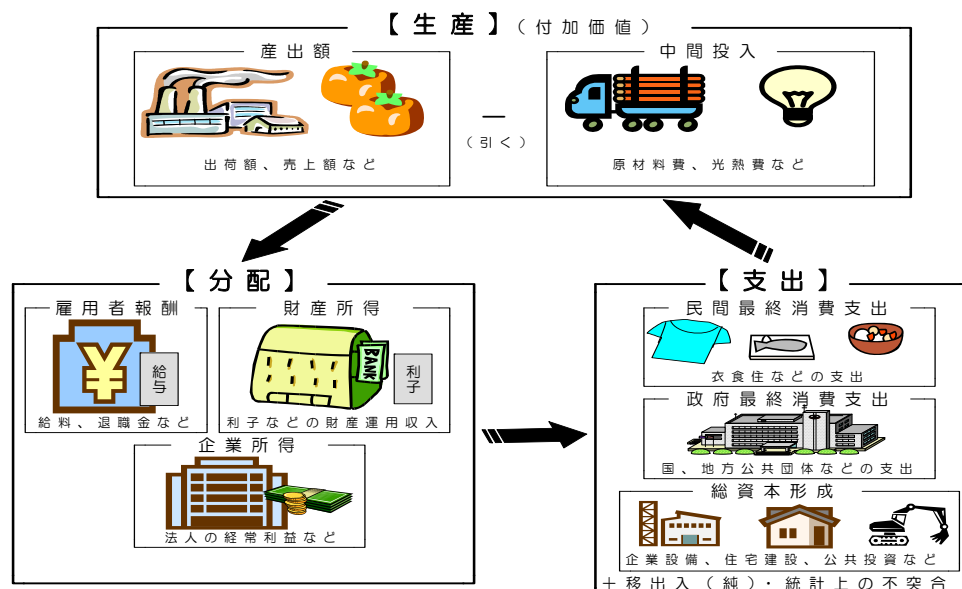 【生産】(付加価値)
産出額
出荷額、売上額など
―
(引く)
中間投入
原材料費、光熱費など
【分配】
雇用者報酬
給与
給料、退職金など
財産所得
BANK
利子
利子などの財産運用収入
企業所得
法人の経常利益など
【支出】
民間最終消費支出
衣食住などの支出
政府最終消費支出
国、地方公共団体などの支出
総資本形成
企業設備、住宅建設、公共投資など
+移出入(純)・統計上の不突合